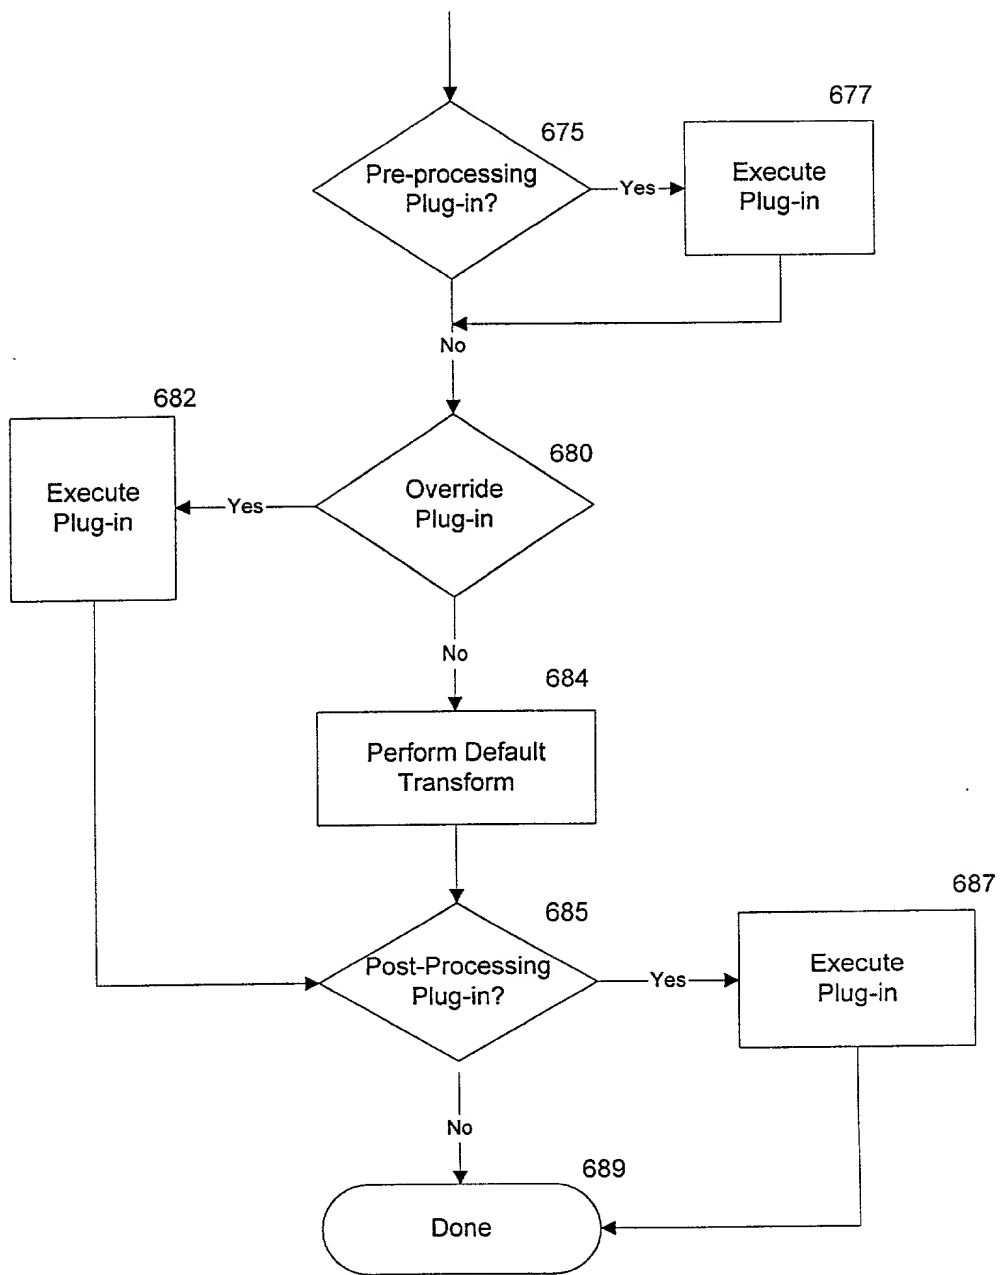 677
675
Pre-processing
Plug-in?
Yes
Execute
Plug-in
No
682
680
Execute
Plug-in
Yes
Override
Plug-in
No
684
Perform Default
Transform
687
685
Post-Processing
Plug-in?
Yes
Execute
Plug-in
No
689
Done